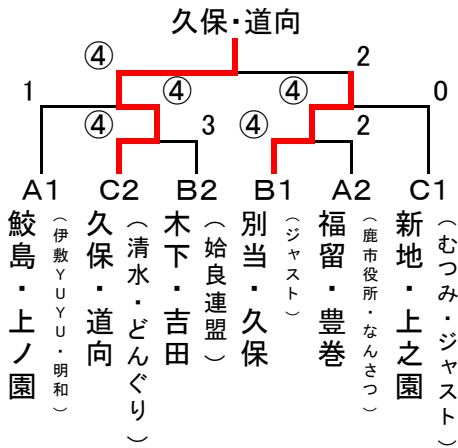 久保・道向
④ 2
1 ④ ④ 0
④ 3 ④ 2
A1 C2 B2 B1 A2 C1
鮫島・上ノ園
（伊敷YUYU・明和）
久保・道向
（清水・どんぐり）
木下・吉田
（姶良連盟）
別当・久保
（ジャスト）
福留・豊巻
（鹿市役所・なんさつ）
新地・上之園
（むつみ・ジャスト）